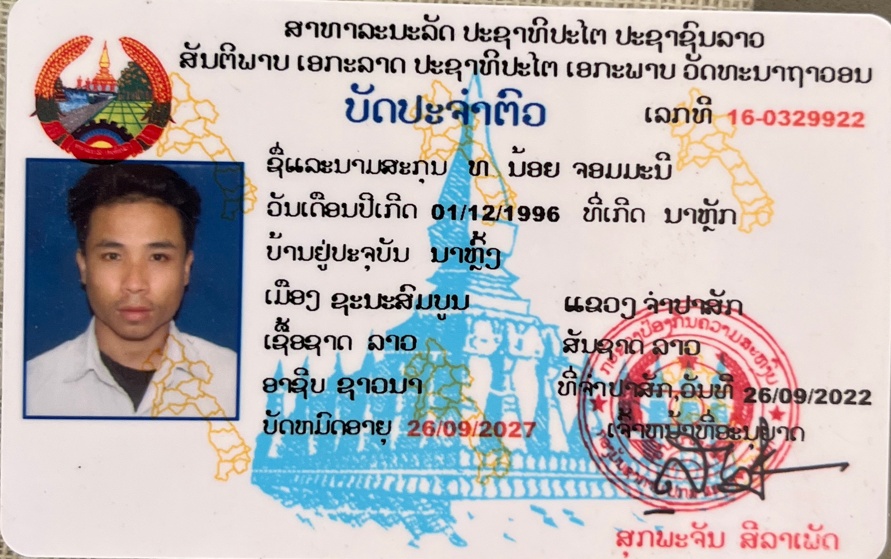 ສາທາລະນະລັດ ປະຊາທິປະໄຕ ປະຊາຊົນລາວ
ສັນຕິພາບ ເອກະລາດ ປະຊາທິປະໄຕ ເອກະພາບ ວັດທະນາຖາວອນ
ບັດປະຈຳຕົວ ເລກທີ 16-0329922
ຊື່ແລະນາມສະກຸນ ທ ນ້ອຍ ຈອມມະນີ
ວັນເດືອນປີເກີດ 01/12/1996 ທີ່ເກີດ ນາຫຼັກ
ບ້ານຢູ່ປະຈຸບັນ ນາຫຼົ້ງ
ເມືອງ ຊະນະສົມບູນ ແຂວງ ຈຳປາສັກ
ເຊື້ອຊາດ ລາວ ສັນຊາດ ລາວ
ອາຊີບ ຊາວນາ ທີ່ຈຳປາສັກ,ວັນທີ 26/09/2022
ບັດຫມົດອາຍຸ 26/09/2027 ເຈົ້າຫນ້າທີ່ອະນຸຍາດ
ສຸກພະຈັນ ສີລາເພັດ